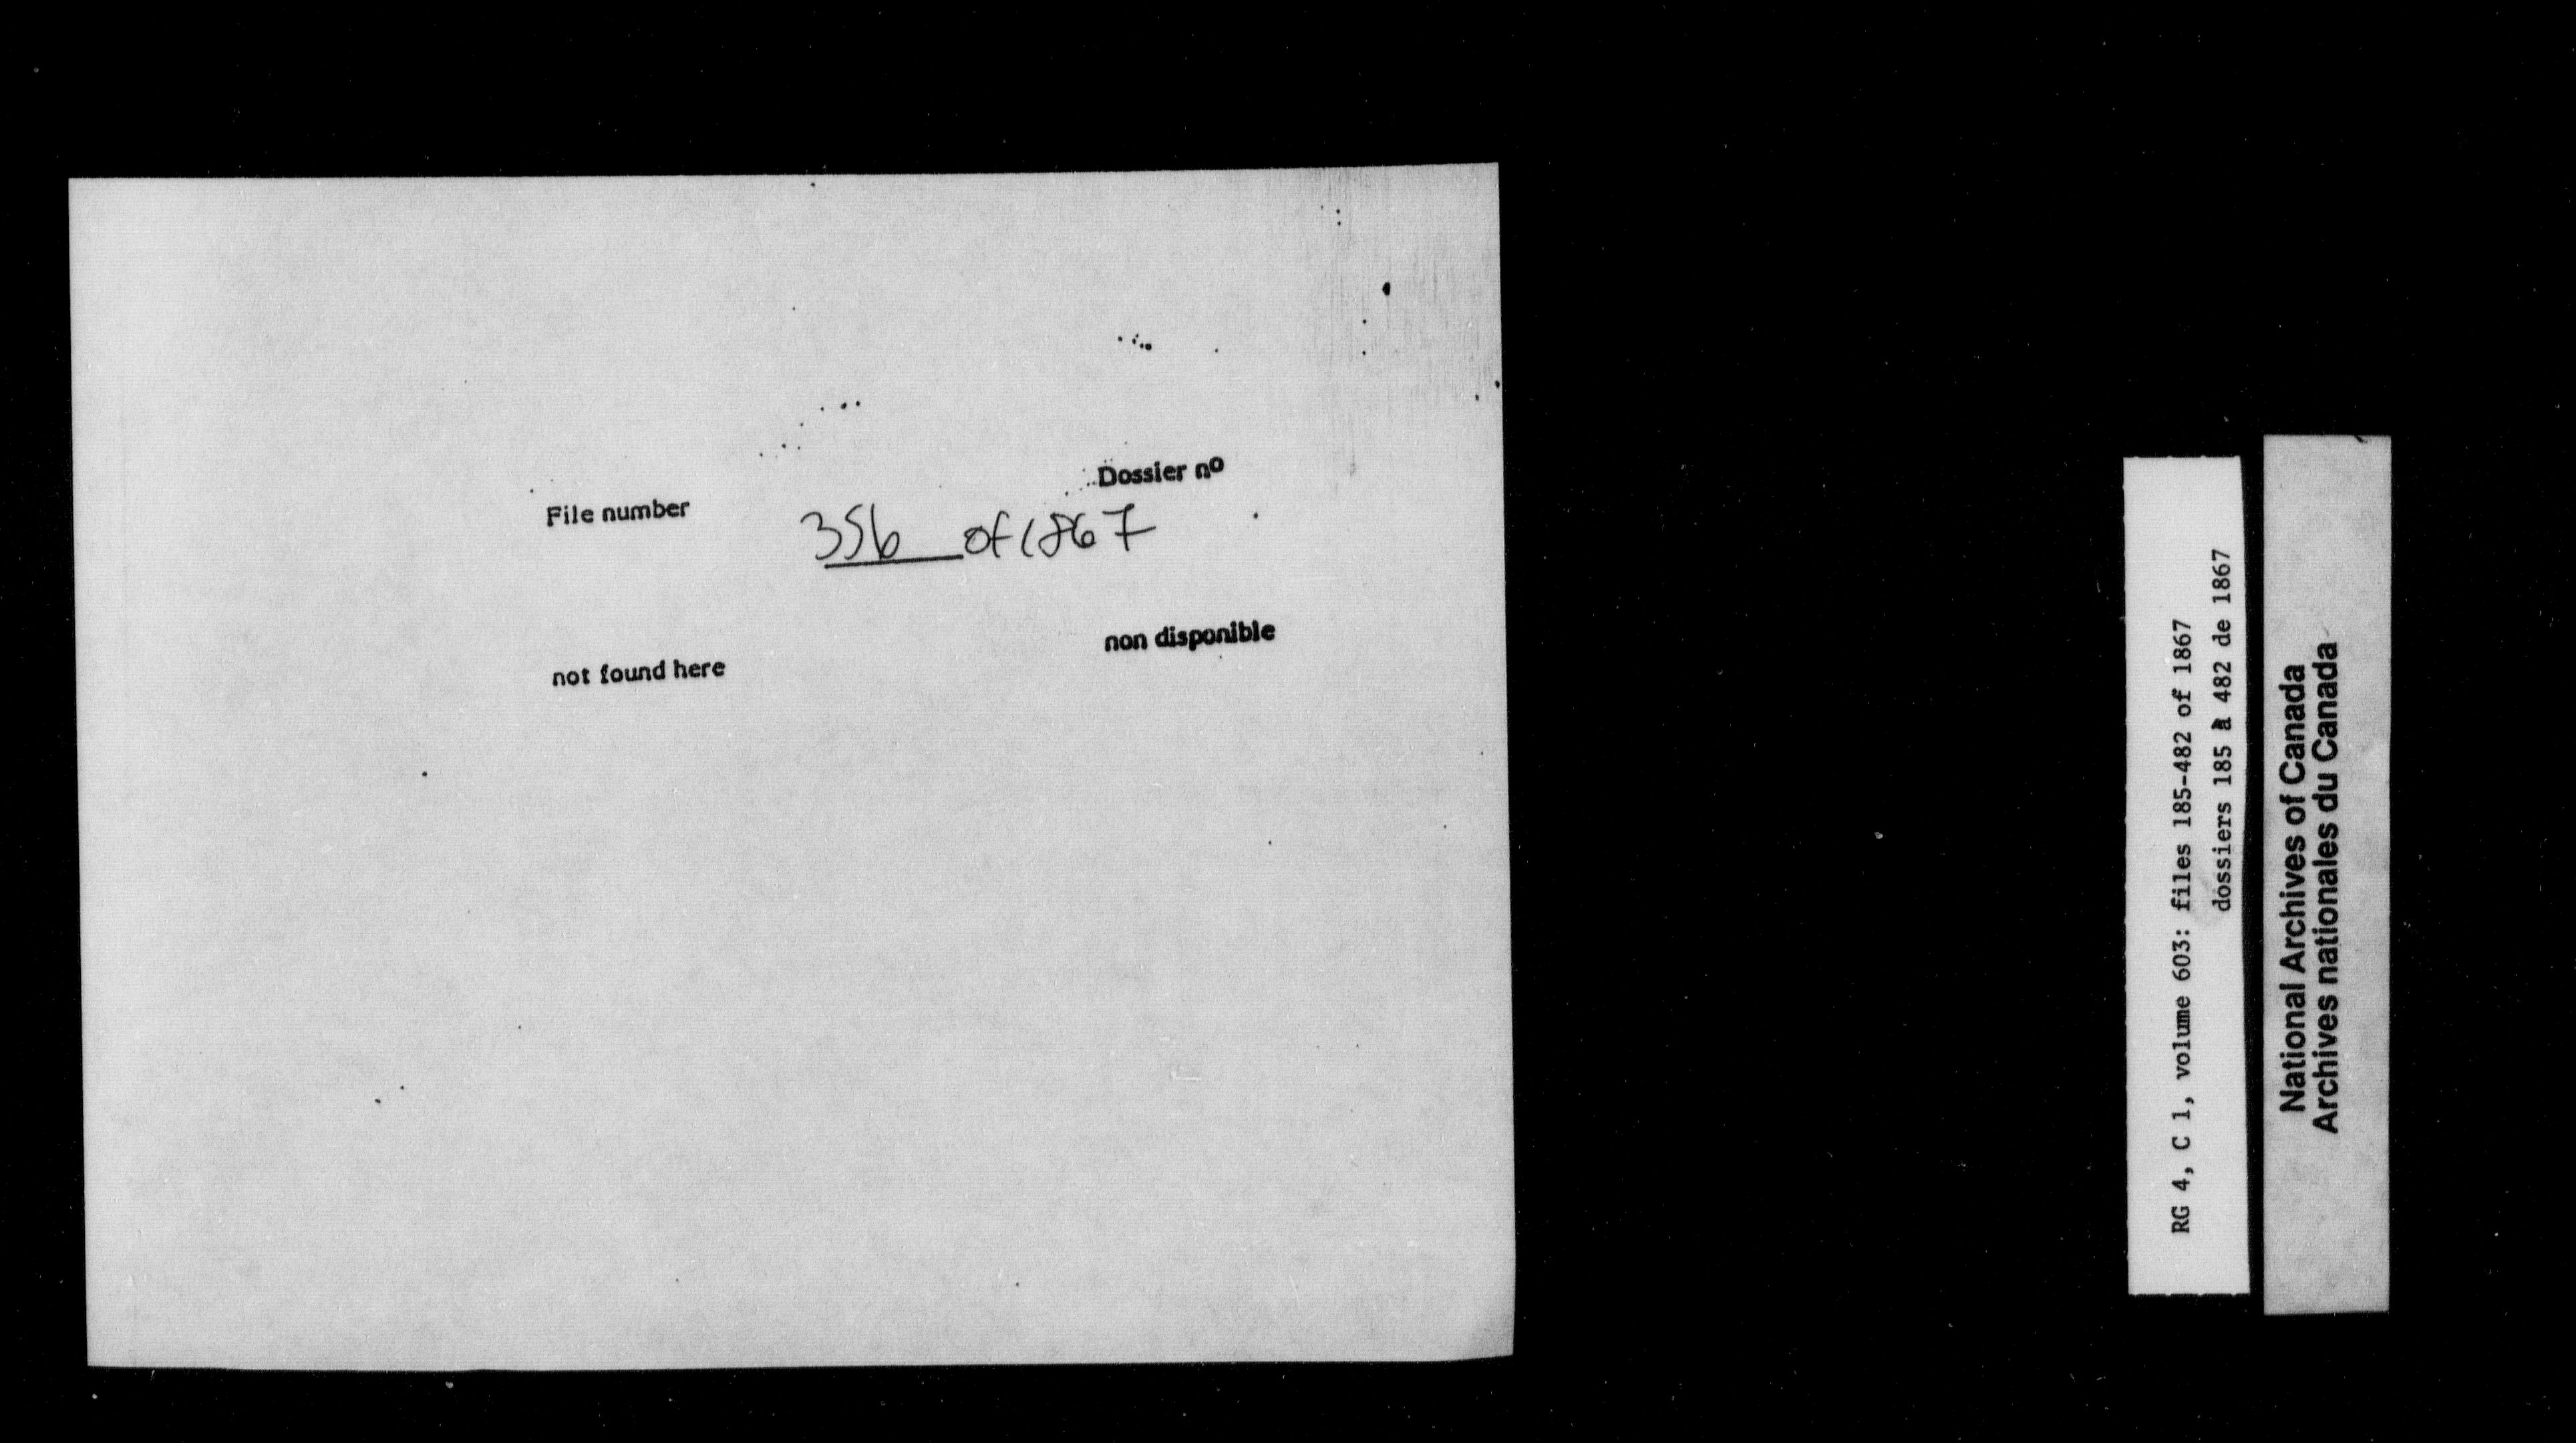 File number
Dossier nº
356 of 1867
not found here
non disponible
RG 4, C 1, volume 603: files 185-482 of 1867
dossiers 185 à 482 de 1867
National Archives of Canada
Archives nationales du Canada